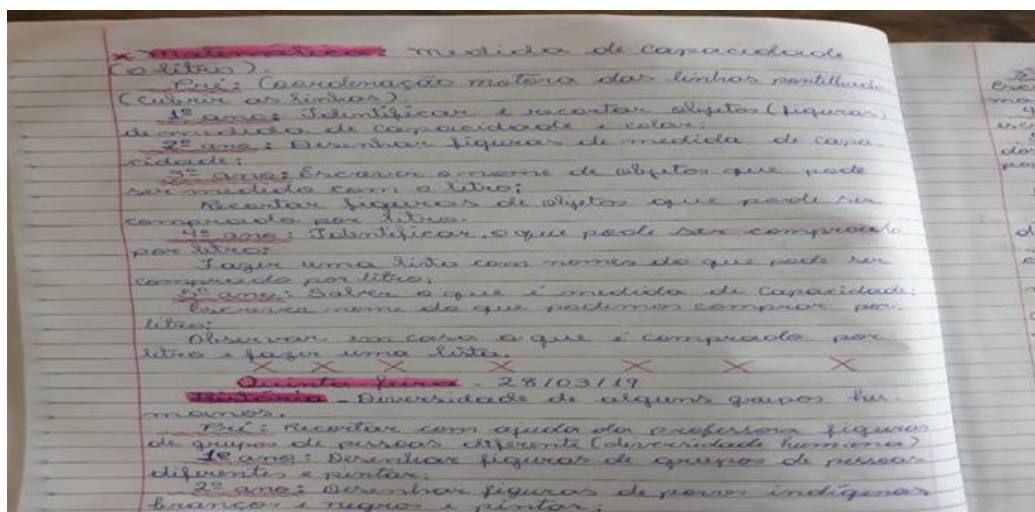 x Matemática: medida de capacidade
(o litro).
Pré: Coordenação motora das linhas pontilhada.
(cubrir as linhas)
1º ano: Identificar e recortar objetos (figuras)
de medida de capacidade e colar;
2º ano: Desenhar figuras de medida de capa-
cidade;
3º ano: Escrever o nome de objetos que pode
ser medido com o litro;
Recortar figuras de objetos que pode ser
comprado por litro.
4º ano: Identificar o que pode ser comprado
por litro;
Fazer uma lista com nomes do que pode ser
comprado por litro;
5º ano: Saber o que é medida de capacidade;
Escreva nome do que podemos comprar por
litro;
Observar em casa o que é comprado por
litro e fazer uma lista.
x x x x x x x
Quinta feira - 28/03/19
História - Diversidade de alguns grupos hu-
manos.
Pré: Recortar com ajuda da professora figuras
de grupos de pessoas diferente (diversidade humana)
1º ano: Desenhar figuras de grupos de pessoas
diferentes e pintar;
2º ano: Desenhar figuras de povos indígenas
brancos e negros e pintar;